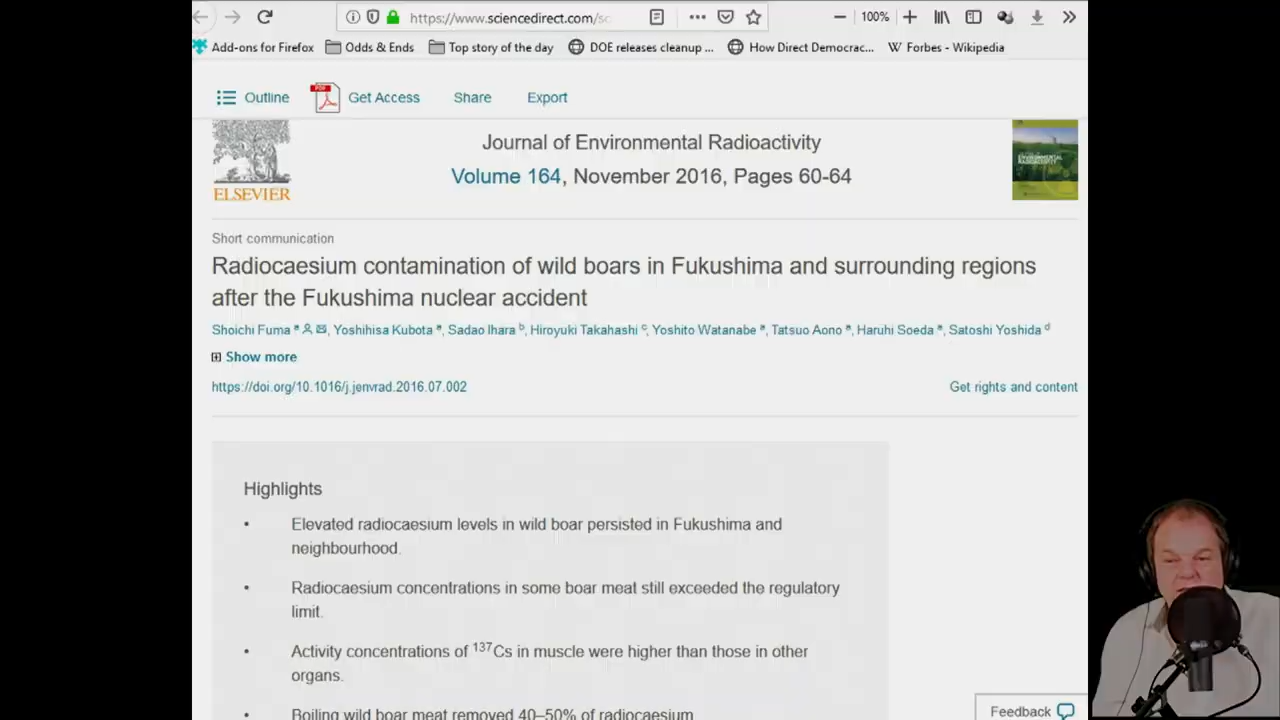 https://www.sciencedirect.com/sc
100%
Add-ons for Firefox
Odds & Ends
Top story of the day
DOE releases cleanup ...
How Direct Democrac...
W Forbes - Wikipedia
Outline
PDF
Get Access
Share
Export
ELSEVIER
Journal of Environmental Radioactivity
Volume 164, November 2016, Pages 60-64
Short communication
Radiocaesium contamination of wild boars in Fukushima and surrounding regions
after the Fukushima nuclear accident
Shoichi Fuma ᵃ, Yoshihisa Kubota ᵃ, Sadao Ihara ᵇ, Hiroyuki Takahashi ᶜ, Yoshito Watanabe ᵃ, Tatsuo Aono ᵃ, Haruhi Soeda ᵃ, Satoshi Yoshida ᵈ
Show more
https://doi.org/10.1016/j.jenvrad.2016.07.002
Get rights and content
Highlights
• Elevated radiocaesium levels in wild boar persisted in Fukushima and
neighbourhood.
• Radiocaesium concentrations in some boar meat still exceeded the regulatory
limit.
• Activity concentrations of ¹³⁷Cs in muscle were higher than those in other
organs.
• Boiling wild boar meat removed 40–50% of radiocaesium.
Feedback